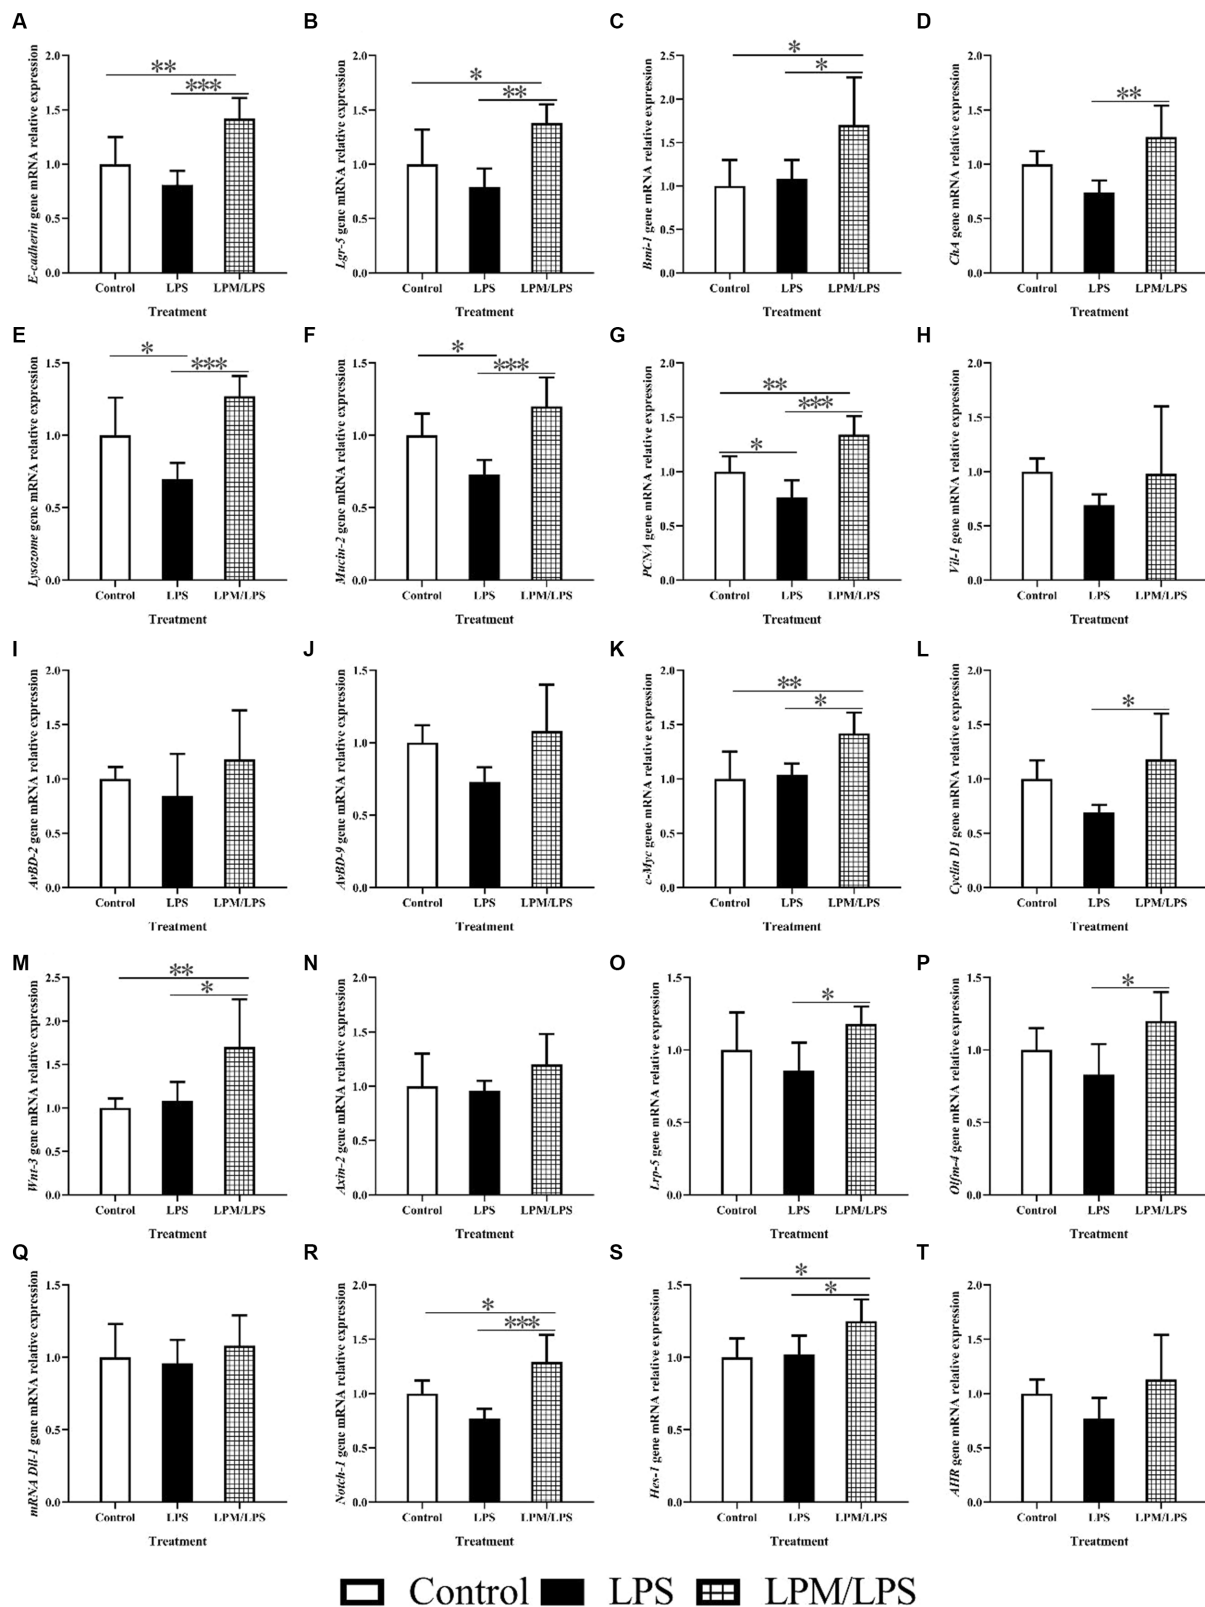 A B C D
E-cadherin gene mRNA relative expression
2.0
1.5
1.0
0.5
0.0
**
***
Control LPS LPM/LPS
Treatment
Lgr-5 gene mRNA relative expression
2.0
1.5
1.0
0.5
0.0
*
**
Control LPS LPM/LPS
Treatment
Bmi-1 gene mRNA relative expression
2.5
2.0
1.5
1.0
0.5
0.0
*
*
Control LPS LPM/LPS
Treatment
ChA gene mRNA relative expression
2.0
1.5
1.0
0.5
0.0
**
Control LPS LPM/LPS
Treatment
E F G H
Lysozome gene mRNA relative expression
1.5
1.0
0.5
0.0
*
***
Control LPS LPM/LPS
Treatment
Mucin-2 gene mRNA relative expression
1.5
1.0
0.5
0.0
*
***
Control LPS LPM/LPS
Treatment
PCNA gene mRNA relative expression
2.0
1.5
1.0
0.5
0.0
**
***
*
Control LPS LPM/LPS
Treatment
Vil-1 gene mRNA relative expression
2.0
1.5
1.0
0.5
0.0
Control LPS LPM/LPS
Treatment
I J K L
AvBD-2 gene mRNA relative expression
2.0
1.5
1.0
0.5
0.0
Control LPS LPM/LPS
Treatment
AvBD-9 gene mRNA relative expression
1.5
1.0
0.5
0.0
Control LPS LPM/LPS
Treatment
c-Myc gene mRNA relative expression
2.0
1.5
1.0
0.5
0.0
**
*
Control LPS LPM/LPS
Treatment
Cyclin D1 gene mRNA relative expression
2.0
1.5
1.0
0.5
0.0
*
Control LPS LPM/LPS
Treatment
M N O P
Wnt-3 gene mRNA relative expression
2.5
2.0
1.5
1.0
0.5
0.0
**
*
Control LPS LPM/LPS
Treatment
Axin-2 gene mRNA relative expression
2.0
1.5
1.0
0.5
0.0
Control LPS LPM/LPS
Treatment
Lrp-5 gene mRNA relative expression
1.5
1.0
0.5
0.0
*
Control LPS LPM/LPS
Treatment
Olfm-4 gene mRNA relative expression
1.5
1.0
0.5
0.0
*
Control LPS LPM/LPS
Treatment
Q R S T
mRNA Dll-1 gene mRNA relative expression
1.5
1.0
0.5
0.0
Control LPS LPM/LPS
Treatment
Notch-1 gene mRNA relative expression
2.0
1.5
1.0
0.5
0.0
*
***
Control LPS LPM/LPS
Treatment
Hes-1 gene mRNA relative expression
1.5
1.0
0.5
0.0
*
*
Control LPS LPM/LPS
Treatment
AHR gene mRNA relative expression
2.0
1.5
1.0
0.5
0.0
Control LPS LPM/LPS
Treatment
Control LPS LPM/LPS